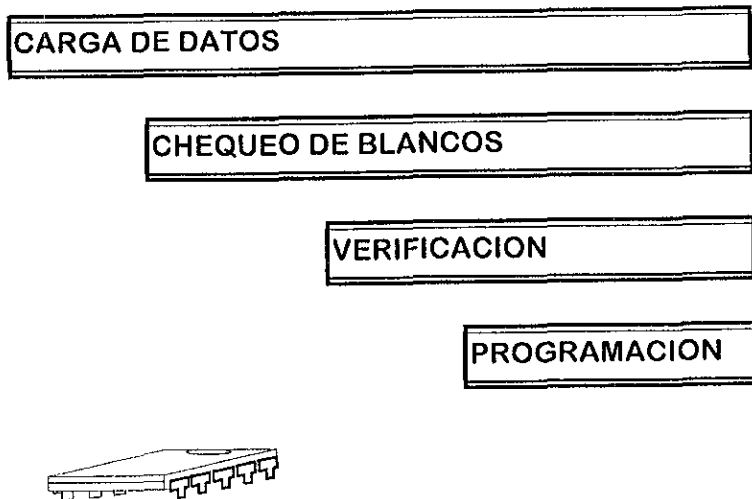 CARGA DE DATOS
CHEQUEO DE BLANCOS
VERIFICACION
PROGRAMACION